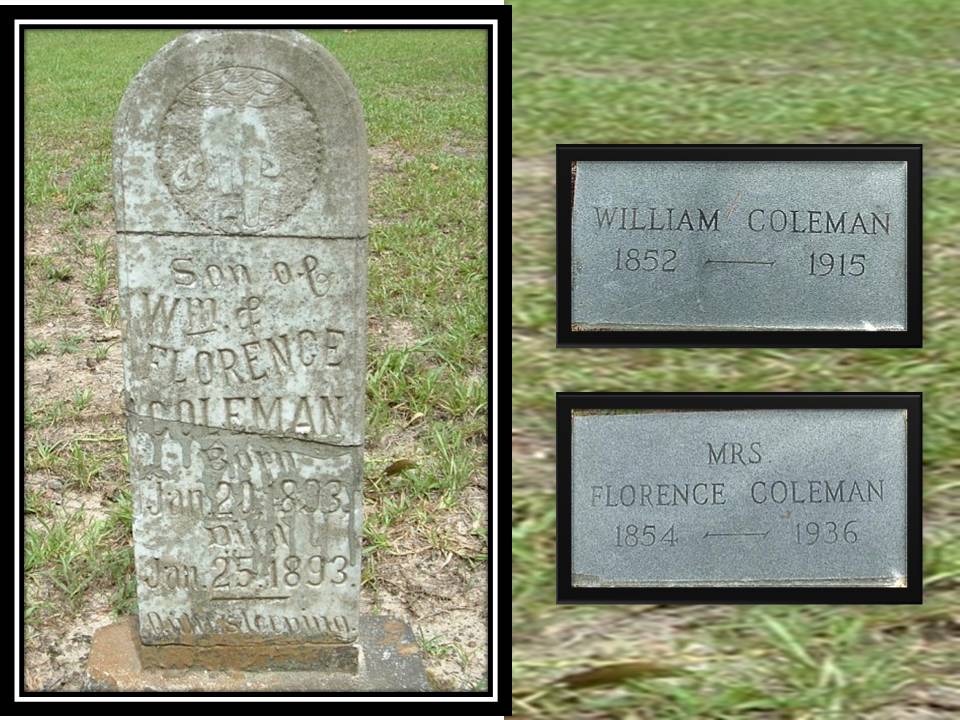 Son of
Wm. &
FLORENCE
COLEMAN
Born
Jan. 20, 1893.
Died
Jan. 25, 1893.
Only sleeping
WILLIAM COLEMAN
1852 — 1915
MRS.
FLORENCE COLEMAN
1854 — 1936